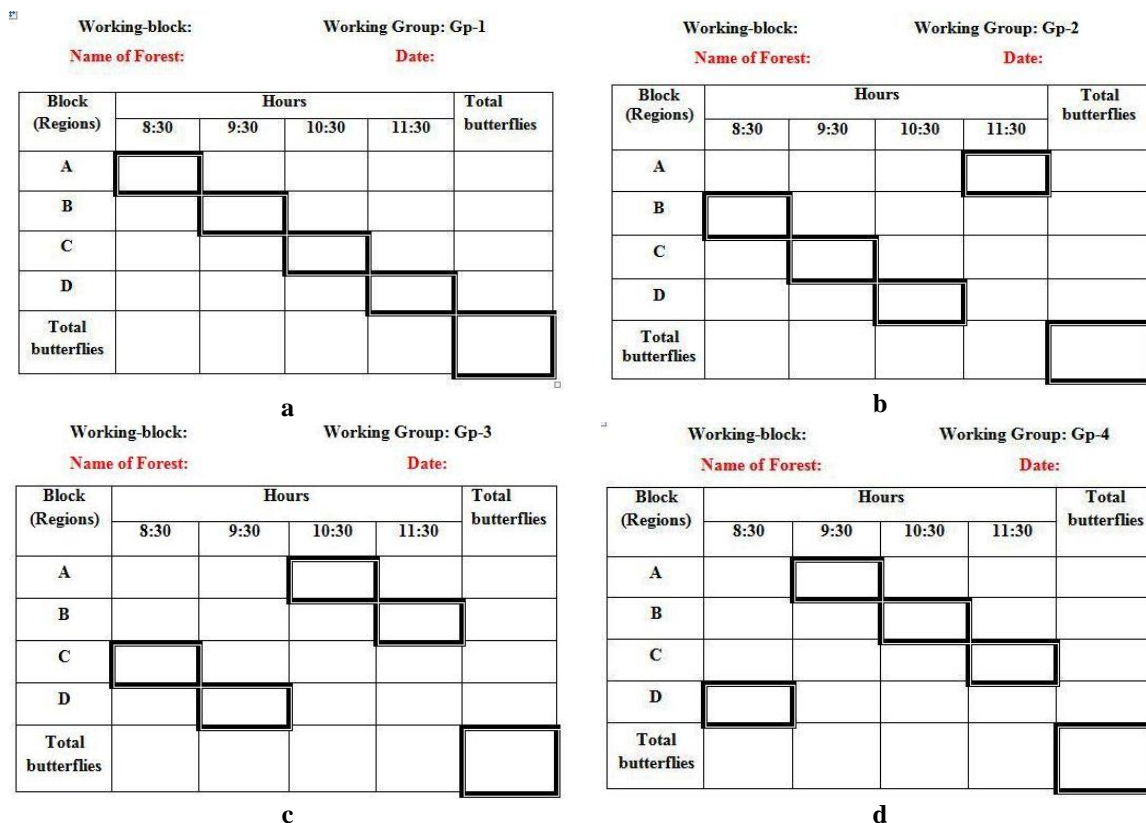 Working-block: Working Group: Gp-1
Name of Forest: Date:
Block (Regions) Hours Total butterflies
8:30 9:30 10:30 11:30
A
B
C
D
Total butterflies
a
Working-block: Working Group: Gp-2
Name of Forest: Date:
Block (Regions) Hours Total butterflies
8:30 9:30 10:30 11:30
A
B
C
D
Total butterflies
b
Working-block: Working Group: Gp-3
Name of Forest: Date:
Block (Regions) Hours Total butterflies
8:30 9:30 10:30 11:30
A
B
C
D
Total butterflies
c
Working-block: Working Group: Gp-4
Name of Forest: Date:
Block (Regions) Hours Total butterflies
8:30 9:30 10:30 11:30
A
B
C
D
Total butterflies
d